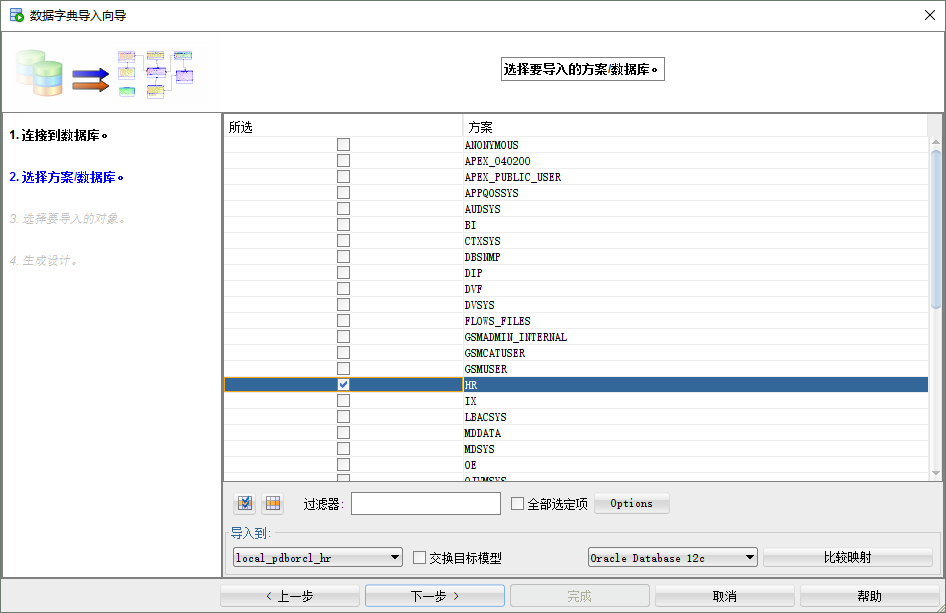 数据字典导入向导
选择要导入的方案/数据库。
1. 连接到数据库。
2. 选择方案/数据库。
3. 选择要导入的对象。
4. 生成设计。
所选 方案
ANONYMOUS
APEX_040200
APEX_PUBLIC_USER
APPQOSSYS
AUDSYS
BI
CTXSYS
DBSNMP
DIP
DVF
DVSYS
FLOWS_FILES
GSMADMIN_INTERNAL
GSMCATUSER
GSMUSER
HR
IX
LBACSYS
MDDATA
MDSYS
OE
OJVMSYS
过滤器: 全部选定项 Options
导入到:
local_pdborcl_hr 交换目标模型 Oracle Database 12c 比较映射
< 上一步 下一步 > 完成 取消 帮助